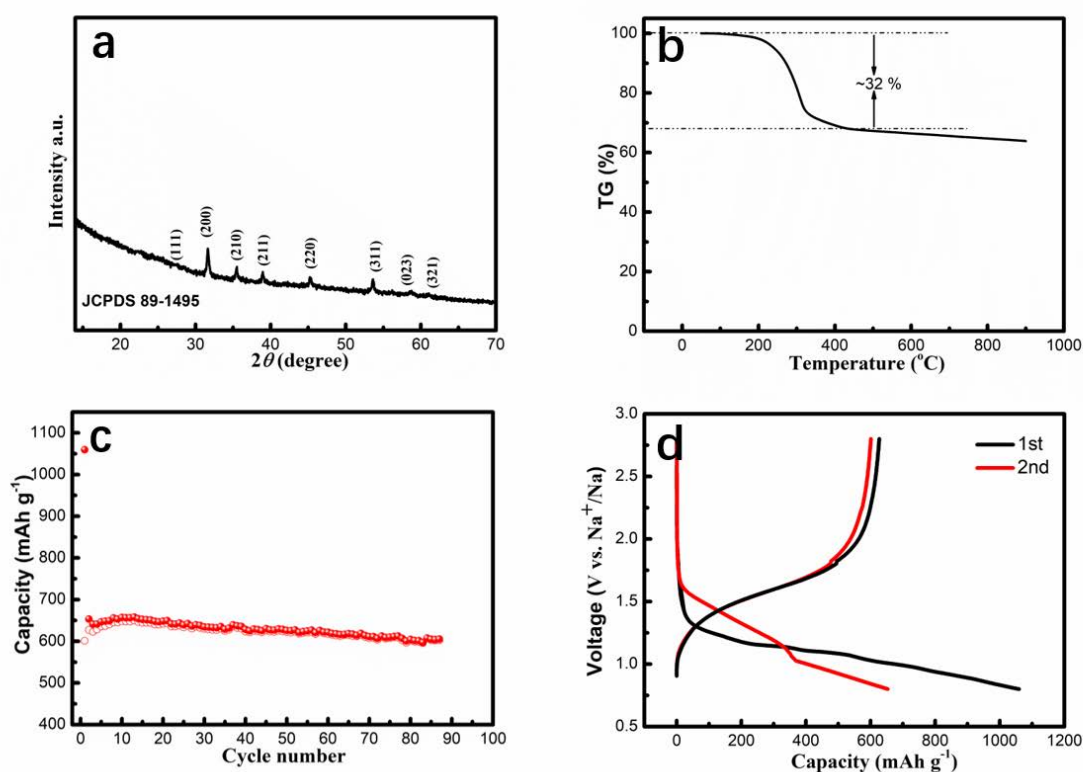 a
Intensity a.u.
(111)
(200)
(210)
(211)
(220)
(311)
(023)
(321)
JCPDS 89-1495
20 30 40 50 60 70
2θ (degree)
b
TG (%)
100
80
60
40
20
0
~32 %
0 200 400 600 800 1000
Temperature (°C)
c
Capacity (mAh g⁻¹)
1100
1000
900
800
700
600
500
400
0 10 20 30 40 50 60 70 80 90 100
Cycle number
d
Voltage (V vs. Na⁺/Na)
3.0
2.5
2.0
1.5
1.0
0.5
1st
2nd
0 200 400 600 800 1000 1200
Capacity (mAh g⁻¹)